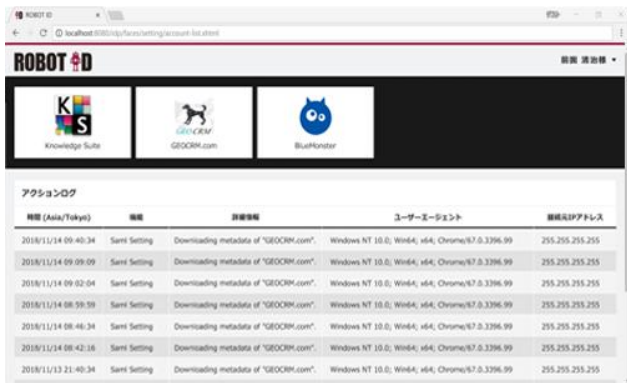 ROBOT ID
localhost:8080/idp/faces/setting/account-list.xhtml
ROBOT ID
KS
GEOCRM
Knowledge Suite
GEOCRM.com
BlueMonster
アクションログ
時間 (Asia/Tokyo) 機能 詳細情報 ユーザーエージェント 接続元IPアドレス
2018/11/14 09:40:34 Saml Setting Downloading metadata of "GEOCRM.com". Windows NT 10.0; Win64; x64; Chrome/67.0.3396.99 255.255.255.255
2018/11/14 09:09:09 Saml Setting Downloading metadata of "GEOCRM.com". Windows NT 10.0; Win64; x64; Chrome/67.0.3396.99 255.255.255.255
2018/11/14 09:02:04 Saml Setting Downloading metadata of "GEOCRM.com". Windows NT 10.0; Win64; x64; Chrome/67.0.3396.99 255.255.255.255
2018/11/14 08:59:59 Saml Setting Downloading metadata of "GEOCRM.com". Windows NT 10.0; Win64; x64; Chrome/67.0.3396.99 255.255.255.255
2018/11/14 08:46:34 Saml Setting Downloading metadata of "GEOCRM.com". Windows NT 10.0; Win64; x64; Chrome/67.0.3396.99 255.255.255.255
2018/11/14 08:42:16 Saml Setting Downloading metadata of "GEOCRM.com". Windows NT 10.0; Win64; x64; Chrome/67.0.3396.99 255.255.255.255
2018/11/13 21:40:34 Saml Setting Downloading metadata of "GEOCRM.com". Windows NT 10.0; Win64; x64; Chrome/67.0.3396.99 255.255.255.255